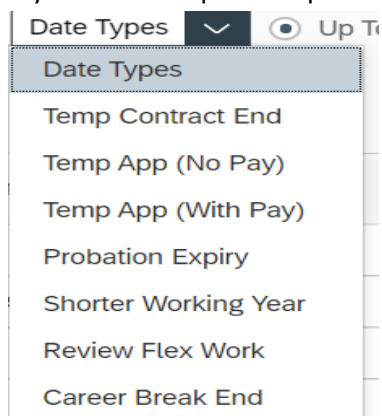 Date Types Up To
Date Types
Temp Contract End
Temp App (No Pay)
Temp App (With Pay)
Probation Expiry
Shorter Working Year
Review Flex Work
Career Break End